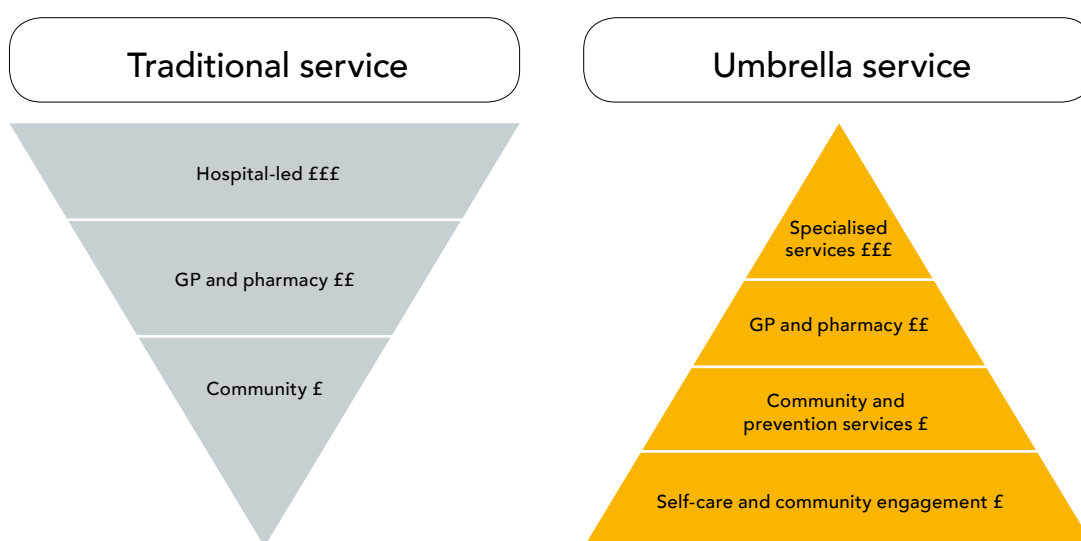 Traditional service
Hospital-led £££
GP and pharmacy ££
Community £
Umbrella service
Specialised
services £££
GP and pharmacy ££
Community and
prevention services £
Self-care and community engagement £